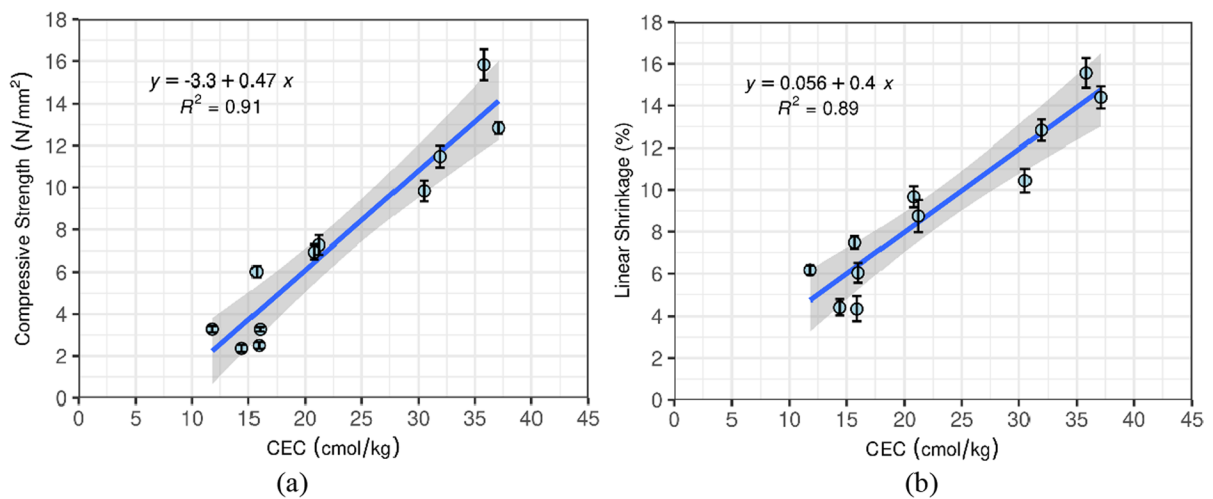 18
16
14
12
10
8
6
4
2
0
Compressive Strength (N/mm²)
y = -3.3 + 0.47 x
R² = 0.91
0 5 10 15 20 25 30 35 40 45
CEC (cmol/kg)
(a)
18
16
14
12
10
8
6
4
2
0
Linear Shrinkage (%)
y = 0.056 + 0.4 x
R² = 0.89
0 5 10 15 20 25 30 35 40 45
CEC (cmol/kg)
(b)